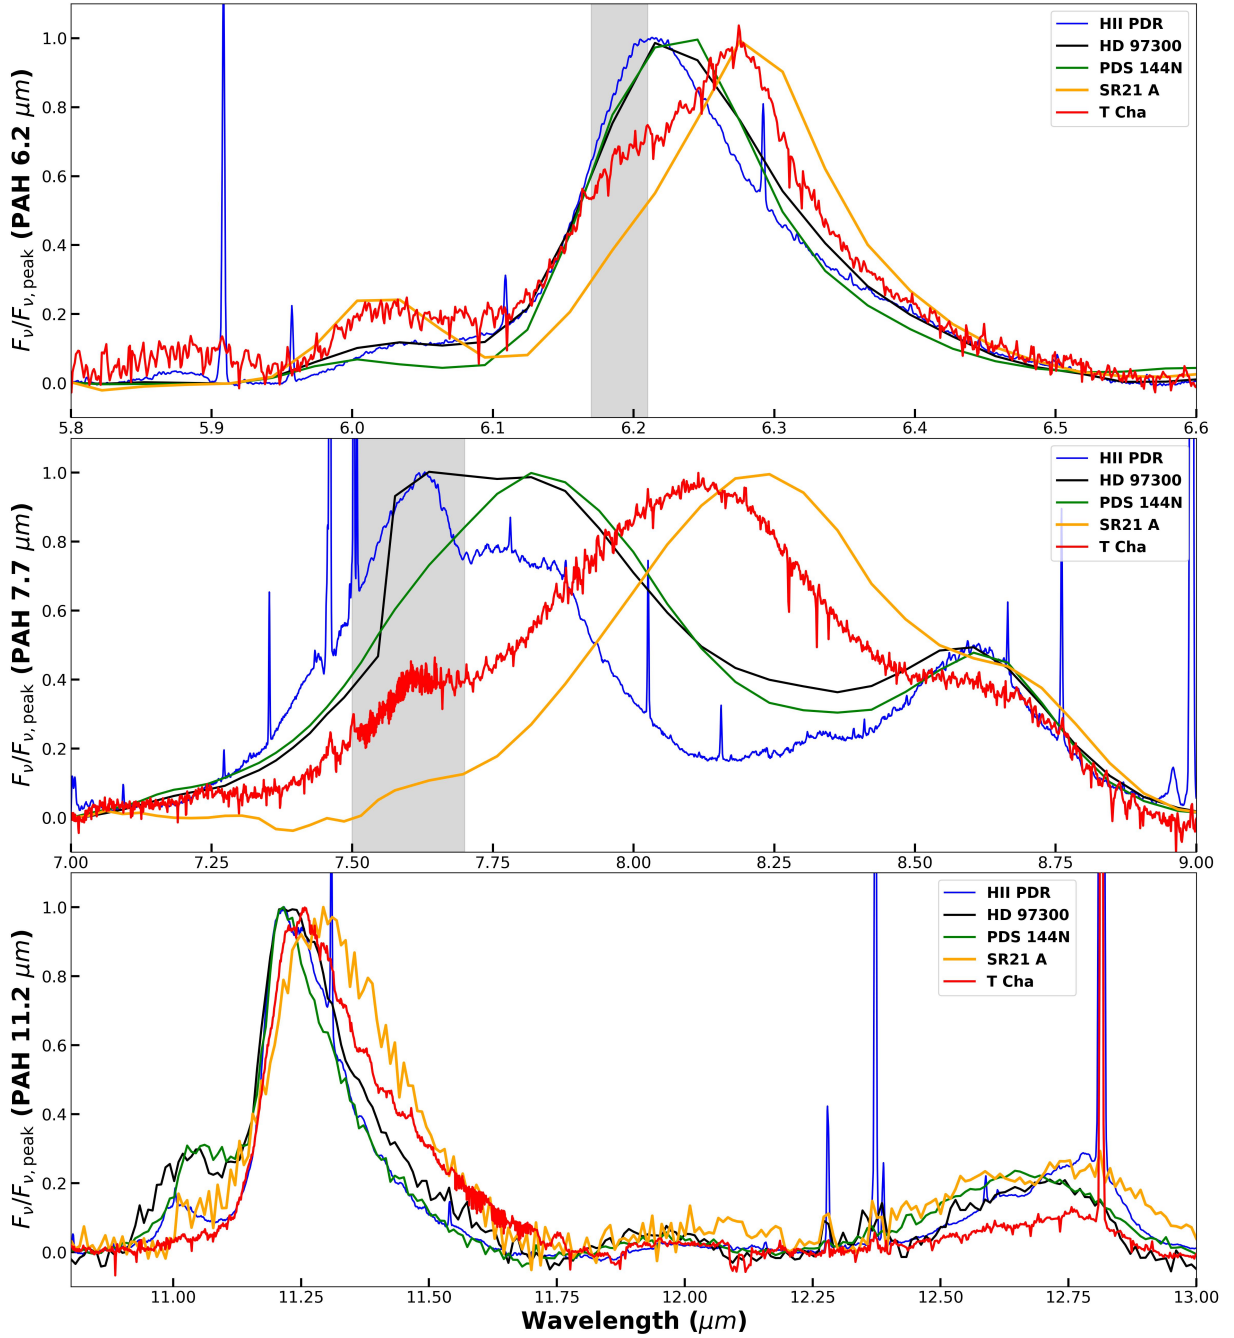 F_ν/F_ν,peak (PAH 6.2 μm)
1.0
0.8
0.6
0.4
0.2
0.0
HII PDR
HD 97300
PDS 144N
SR21 A
T Cha
5.8 5.9 6.0 6.1 6.2 6.3 6.4 6.5 6.6
F_ν/F_ν,peak (PAH 7.7 μm)
1.0
0.8
0.6
0.4
0.2
0.0
HII PDR
HD 97300
PDS 144N
SR21 A
T Cha
7.00 7.25 7.50 7.75 8.00 8.25 8.50 8.75 9.00
F_ν/F_ν,peak (PAH 11.2 μm)
1.0
0.8
0.6
0.4
0.2
0.0
HII PDR
HD 97300
PDS 144N
SR21 A
T Cha
11.00 11.25 11.50 11.75 12.00 12.25 12.50 12.75 13.00
Wavelength (μm)